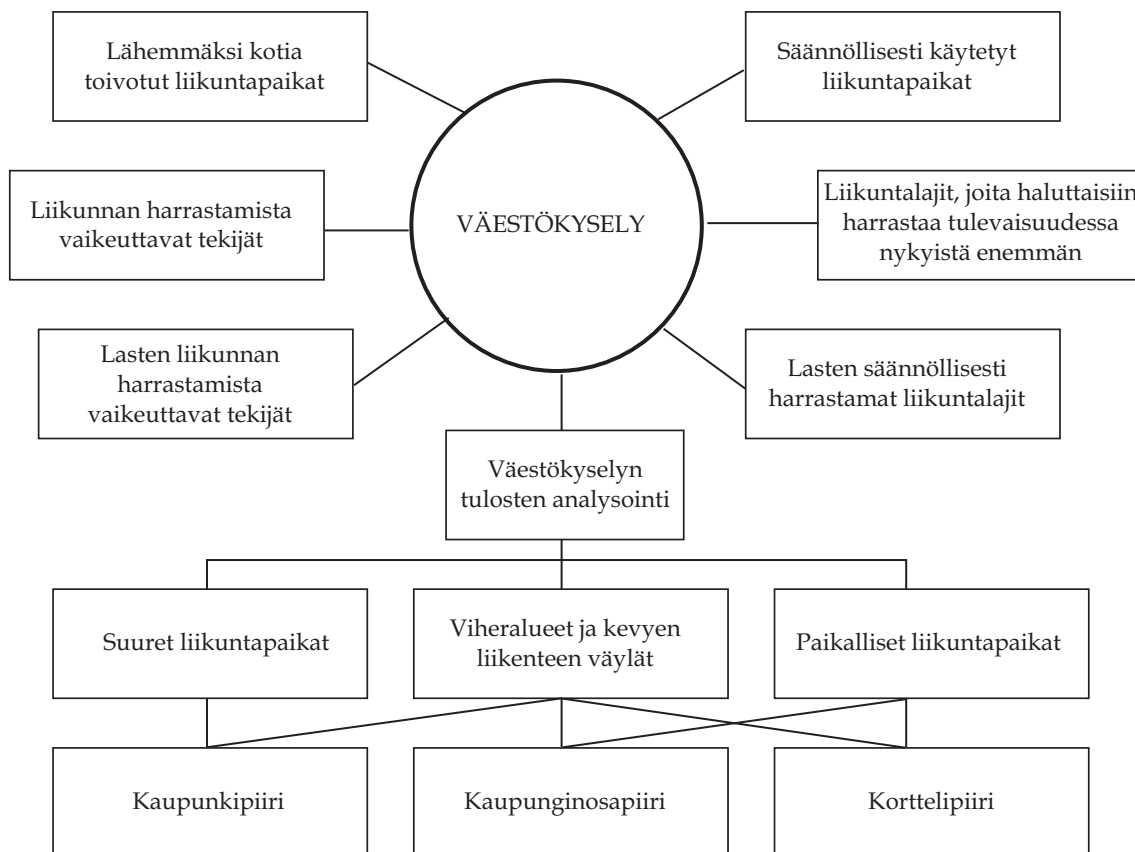 Lähemmäksi kotia
toivotut liikuntapaikat
Säännöllisesti käytetyt
liikuntapaikat
Liikunnan harrastamista
vaikeuttavat tekijät
VÄESTÖKYSELY
Liikuntalajit, joita haluttaisiin
harrastaa tulevaisuudessa
nykyistä enemmän
Lasten liikunnan
harrastamista
vaikeuttavat tekijät
Lasten säännöllisesti
harrastamat liikuntalajit
Väestökyselyn
tulosten analysointi
Suuret liikuntapaikat
Viheralueet ja kevyen
liikenteen väylät
Paikalliset liikuntapaikat
Kaupunkipiiri
Kaupunginosapiiri
Korttelipiiri